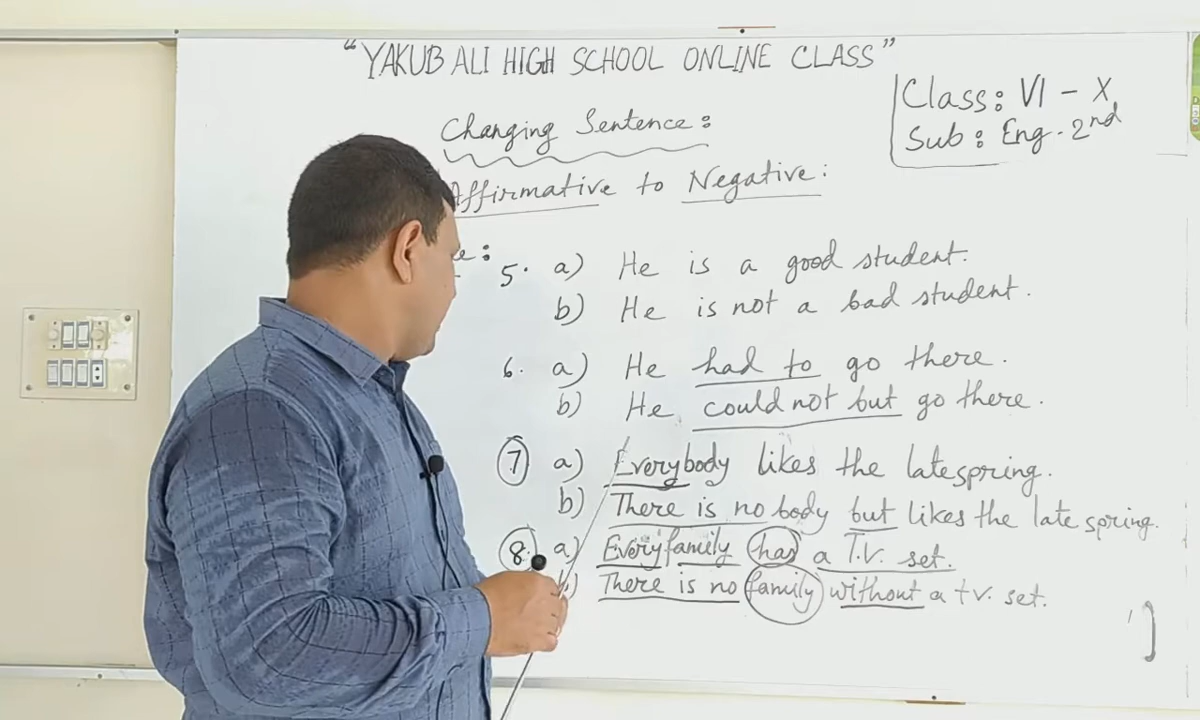 "YAKUB ALI HIGH SCHOOL ONLINE CLASS"
Class: VI - X
Sub: Eng. 2nd
Changing Sentence:
Affirmative to Negative:
5. a) He is a good student.
b) He is not a bad student.
6. a) He had to go there.
b) He could not but go there.
7 a) Everybody likes the late spring.
b) There is no body but likes the late spring.
8. a) Every family has a T.V. set.
b) There is no family without a tv. set.